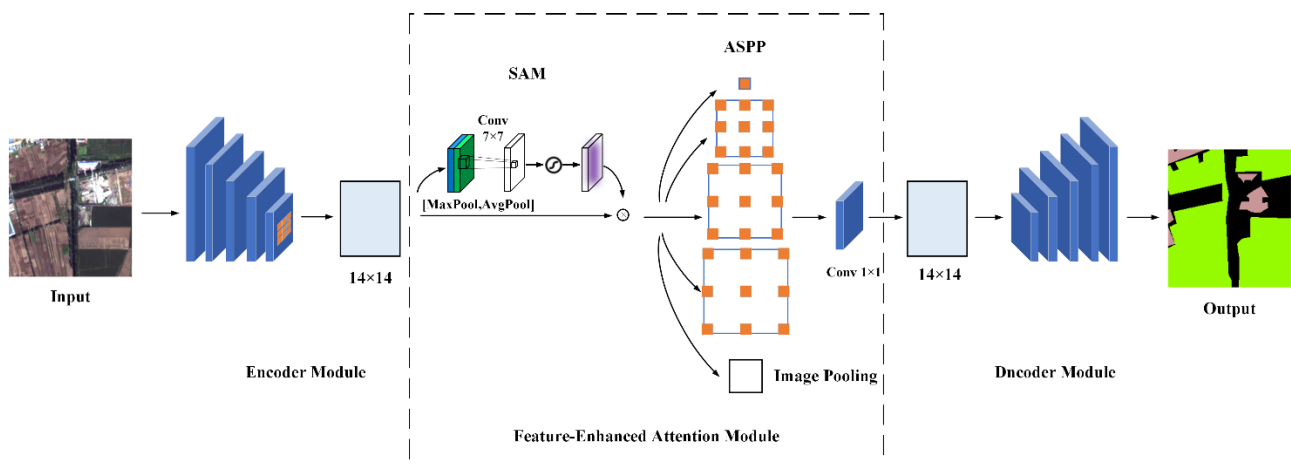 ASPP
SAM
Conv
7×7
[MaxPool,AvgPool]
Input
14×14
Conv 1×1
14×14
Output
Encoder Module
Image Pooling
Dncoder Module
Feature-Enhanced Attention Module